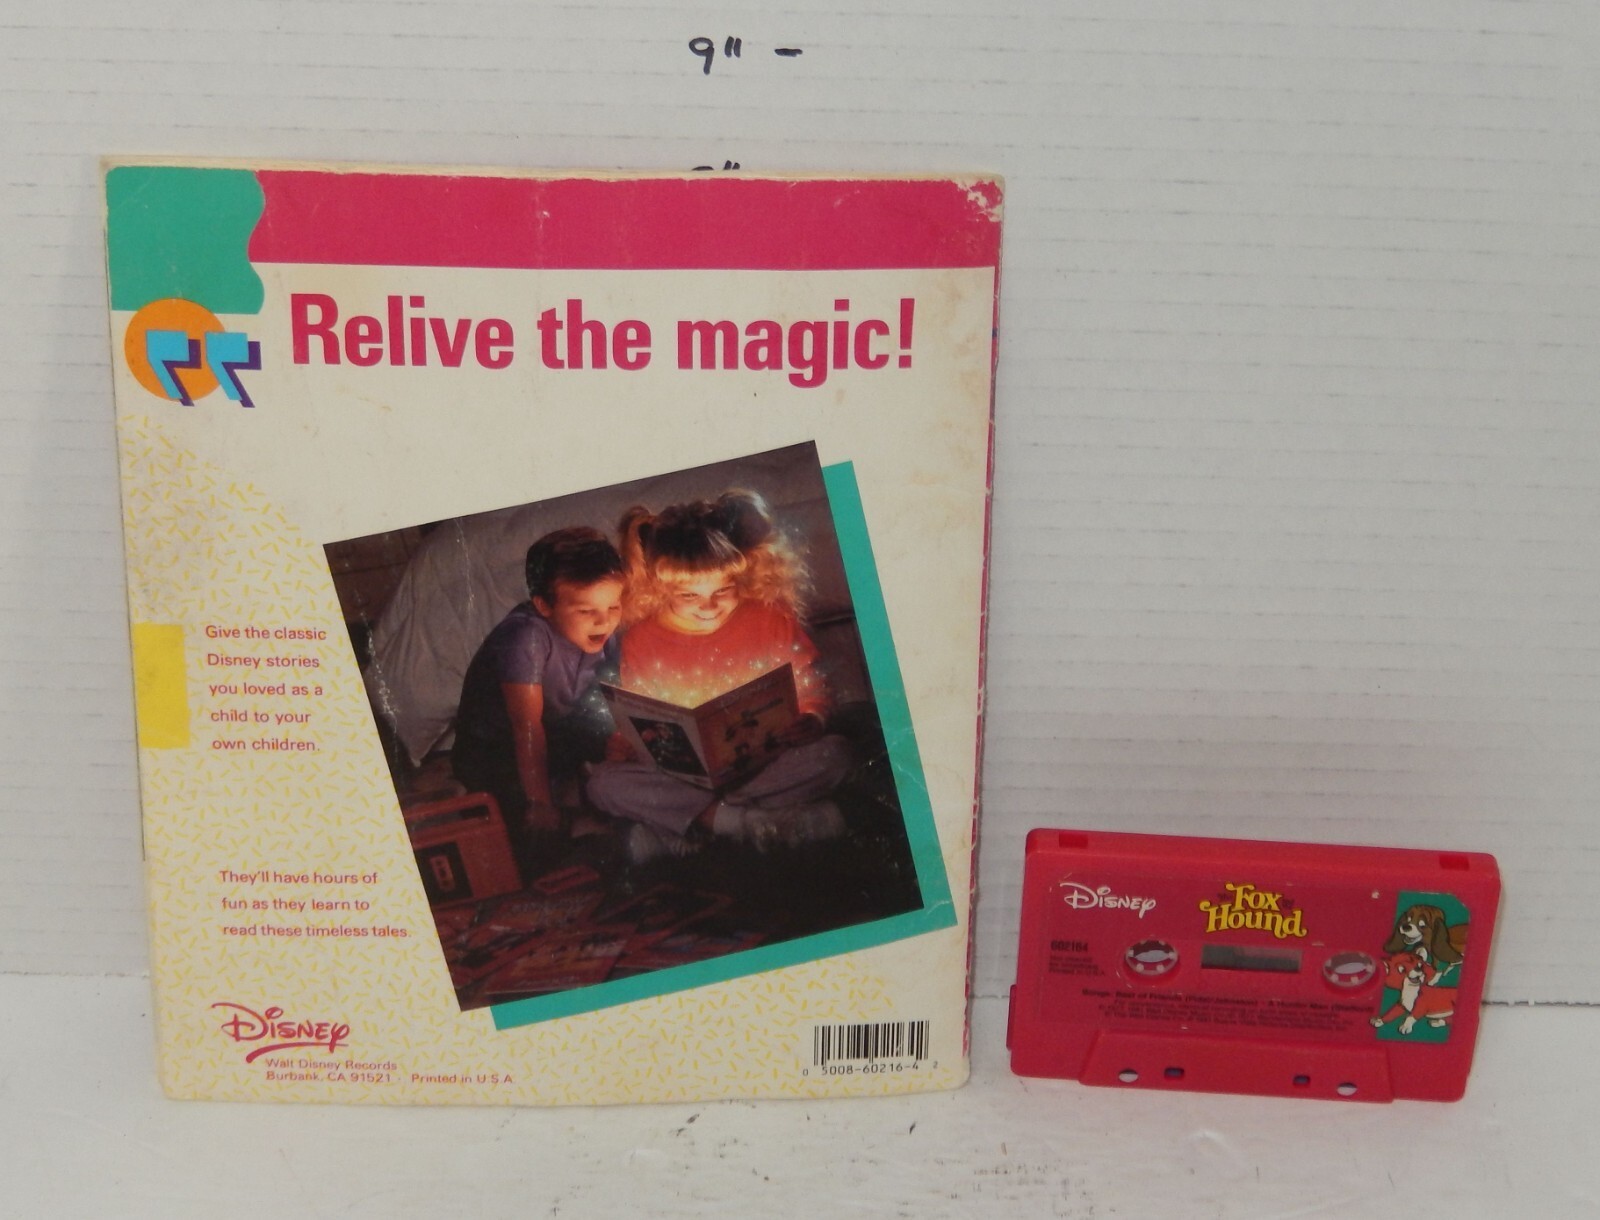 9" –
Relive the magic!
Give the classic
Disney stories
you loved as a
child to your
own children.
They'll have hours of
fun as they learn to
read these timeless tales.
Disney
Walt Disney Records
Burbank, CA 91521 · Printed in U.S.A.
0 5008-60216-4 2
Disney
Fox
Hound
602164